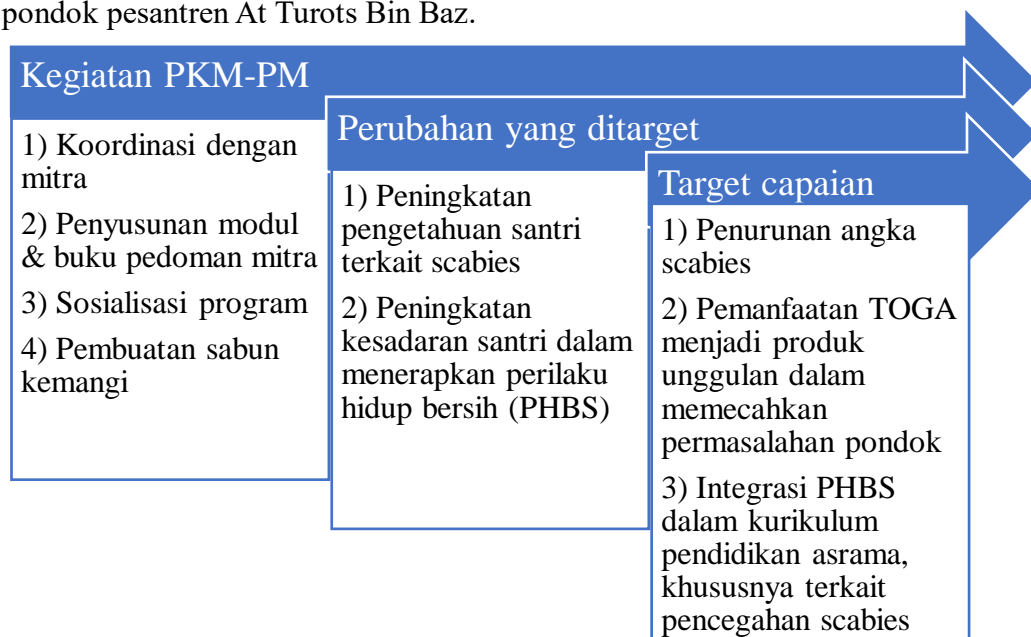 pondok pesantren At Turots Bin Baz.
Kegiatan PKM-PM
1) Koordinasi dengan
mitra
2) Penyusunan modul
& buku pedoman mitra
3) Sosialisasi program
4) Pembuatan sabun
kemangi
Perubahan yang ditarget
1) Peningkatan
pengetahuan santri
terkait scabies
2) Peningkatan
kesadaran santri dalam
menerapkan perilaku
hidup bersih (PHBS)
Target capaian
1) Penurunan angka
scabies
2) Pemanfaatan TOGA
menjadi produk
unggulan dalam
memecahkan
permasalahan pondok
3) Integrasi PHBS
dalam kurikulum
pendidikan asrama,
khususnya terkait
pencegahan scabies